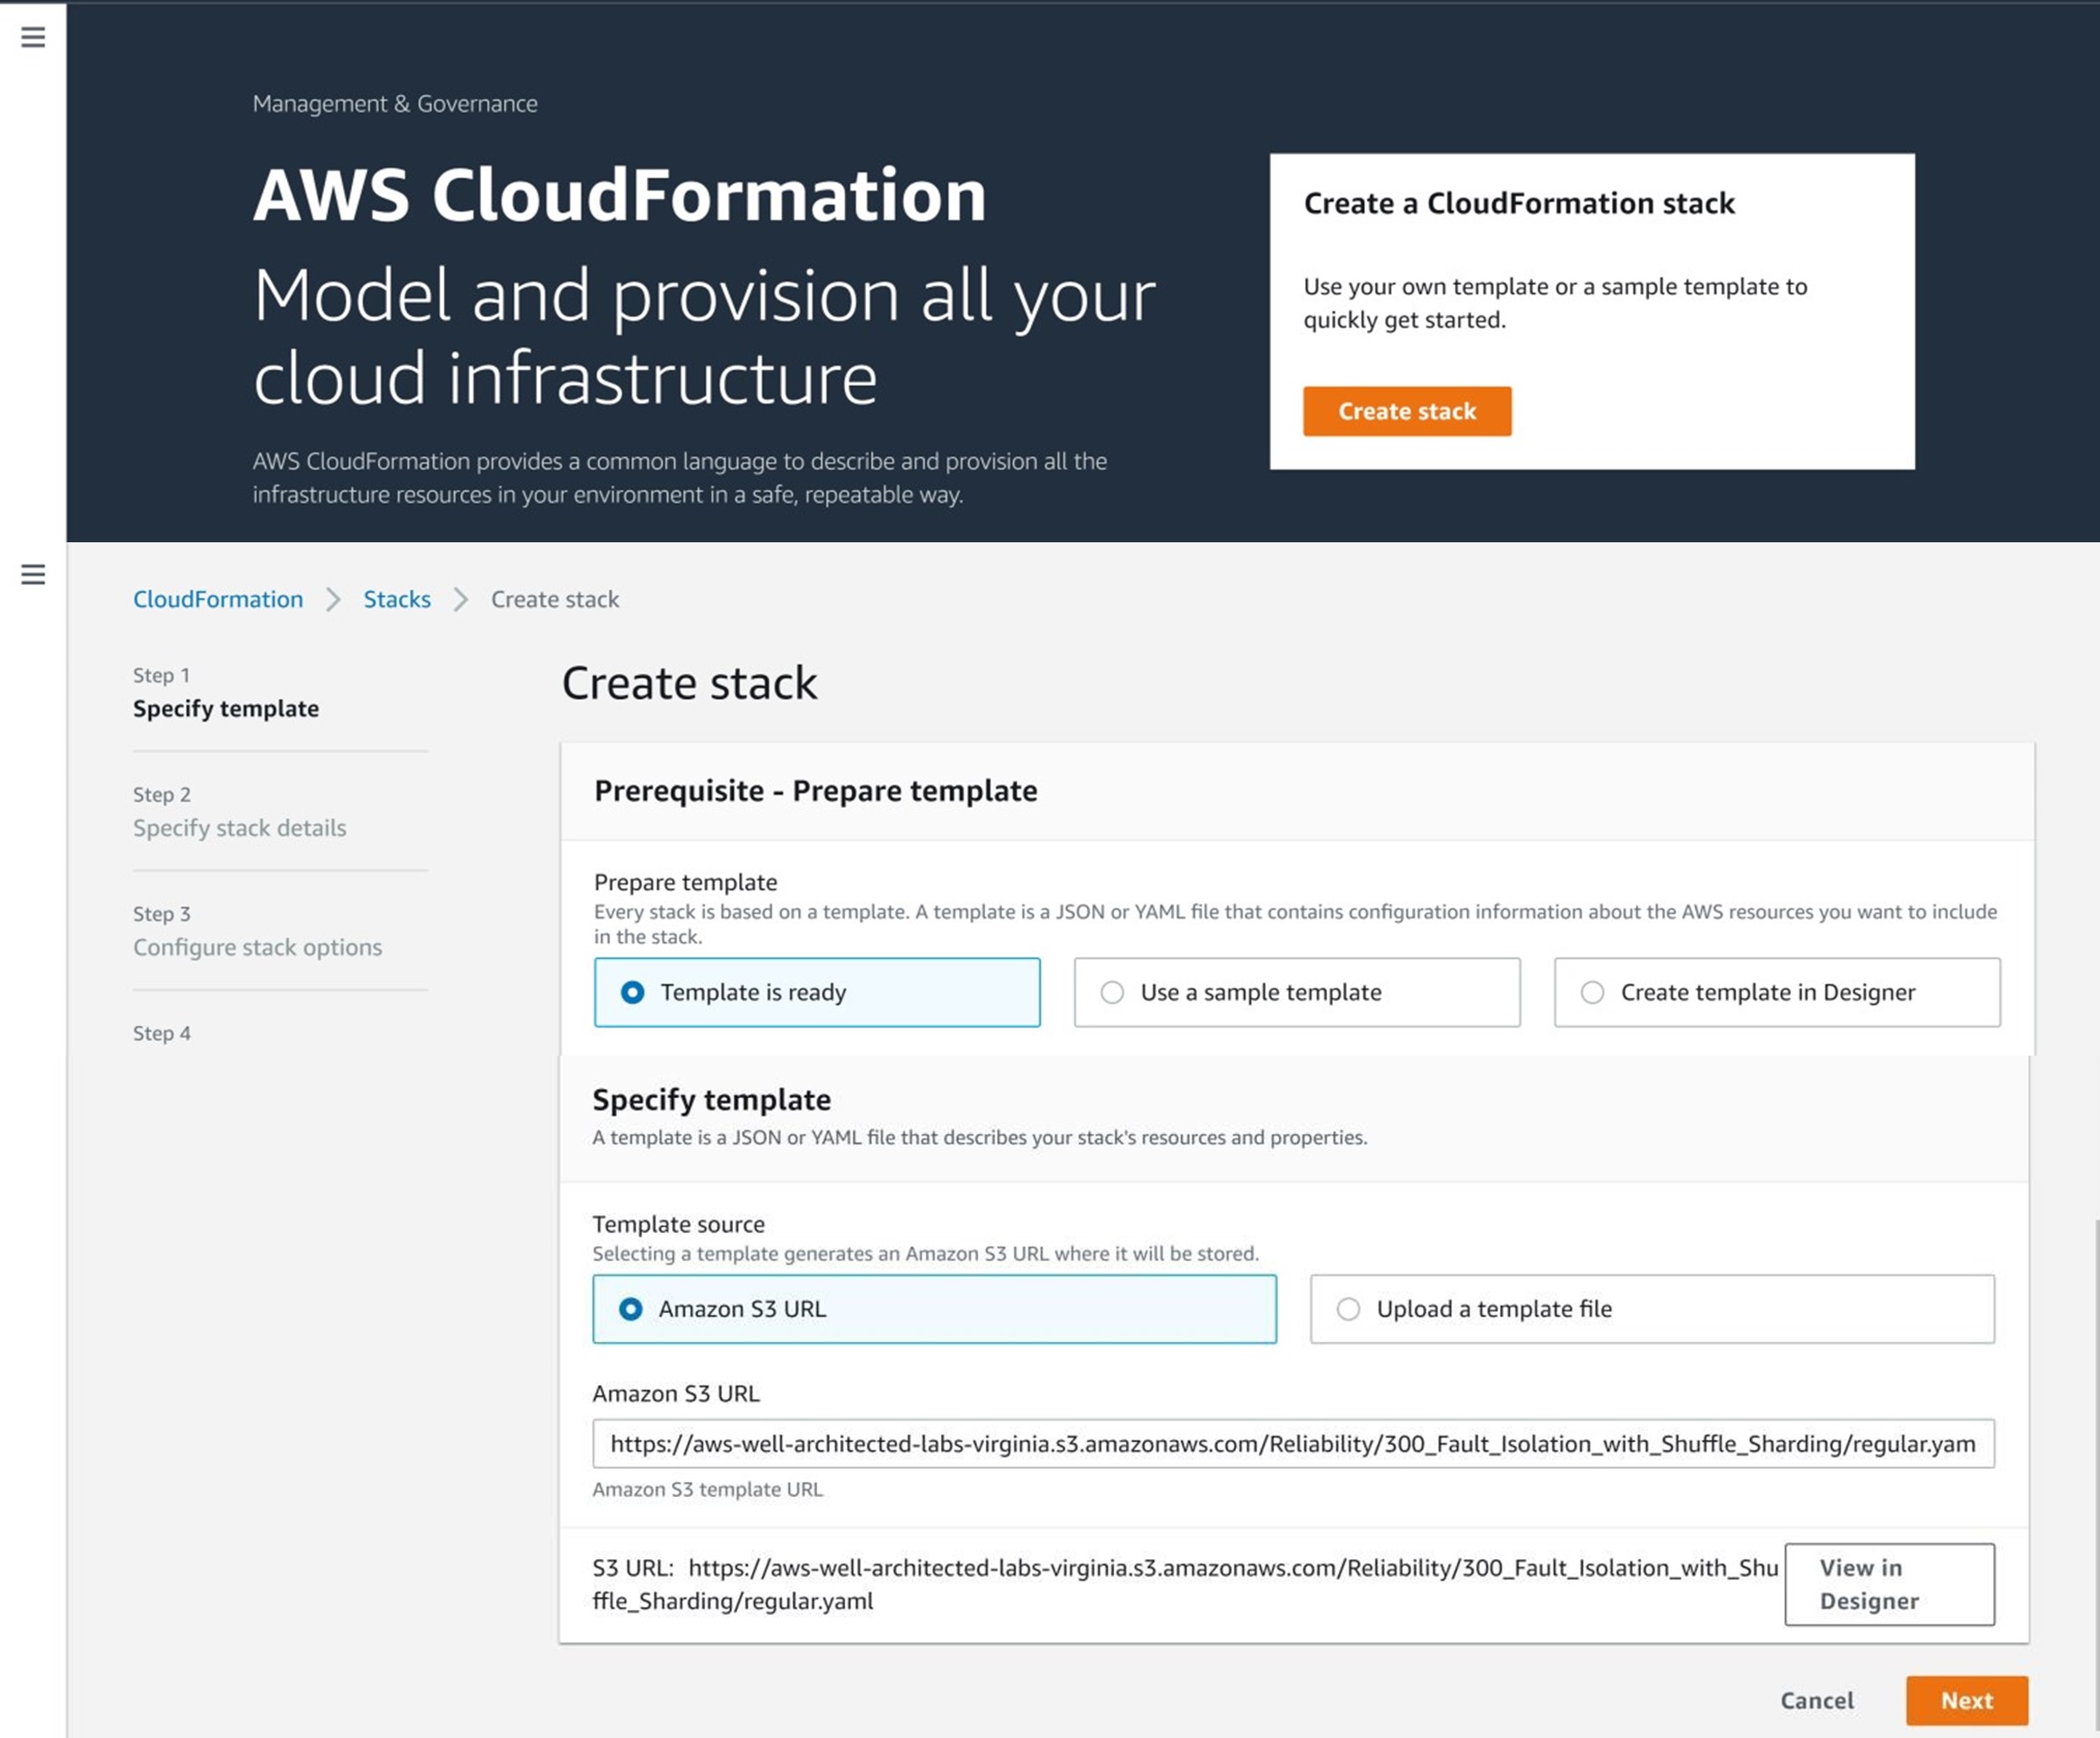 Management & Governance
AWS CloudFormation
Model and provision all your
cloud infrastructure
AWS CloudFormation provides a common language to describe and provision all the
infrastructure resources in your environment in a safe, repeatable way.
Create a CloudFormation stack
Use your own template or a sample template to
quickly get started.
Create stack
CloudFormation
Stacks
Create stack
Step 1
Specify template
Step 2
Specify stack details
Step 3
Configure stack options
Step 4
Create stack
Prerequisite - Prepare template
Prepare template
Every stack is based on a template. A template is a JSON or YAML file that contains configuration information about the AWS resources you want to include
in the stack.
Template is ready
Use a sample template
Create template in Designer
Specify template
A template is a JSON or YAML file that describes your stack's resources and properties.
Template source
Selecting a template generates an Amazon S3 URL where it will be stored.
Amazon S3 URL
Upload a template file
Amazon S3 URL
https://aws-well-architected-labs-virginia.s3.amazonaws.com/Reliability/300_Fault_Isolation_with_Shuffle_Sharding/regular.yam
Amazon S3 template URL
S3 URL: https://aws-well-architected-labs-virginia.s3.amazonaws.com/Reliability/300_Fault_Isolation_with_Shu
ffle_Sharding/regular.yaml
View in
Designer
Cancel
Next